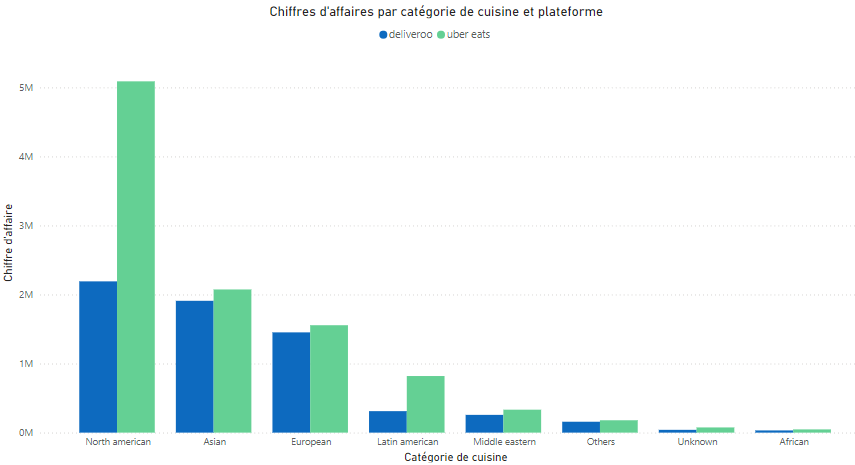 Chiffres d'affaires par catégorie de cuisine et plateforme
deliveroo uber eats
5M
4M
3M
2M
1M
0M
Chiffre d'affaire
North american Asian European Latin american Middle eastern Others Unknown African
Catégorie de cuisine